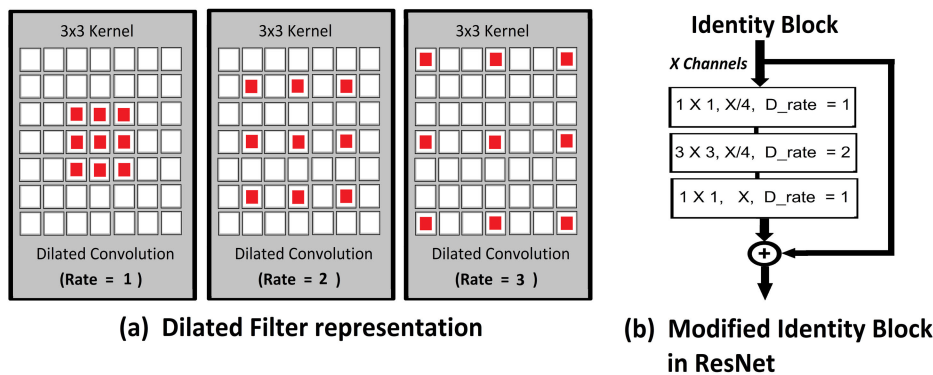 3x3 Kernel
Dilated Convolution
(Rate = 1 )
3x3 Kernel
Dilated Convolution
(Rate = 2 )
3x3 Kernel
Dilated Convolution
(Rate = 3 )
(a) Dilated Filter representation
Identity Block
X Channels
1 X 1, X/4, D_rate = 1
3 X 3, X/4, D_rate = 2
1 X 1, X, D_rate = 1
+
(b) Modified Identity Block
in ResNet